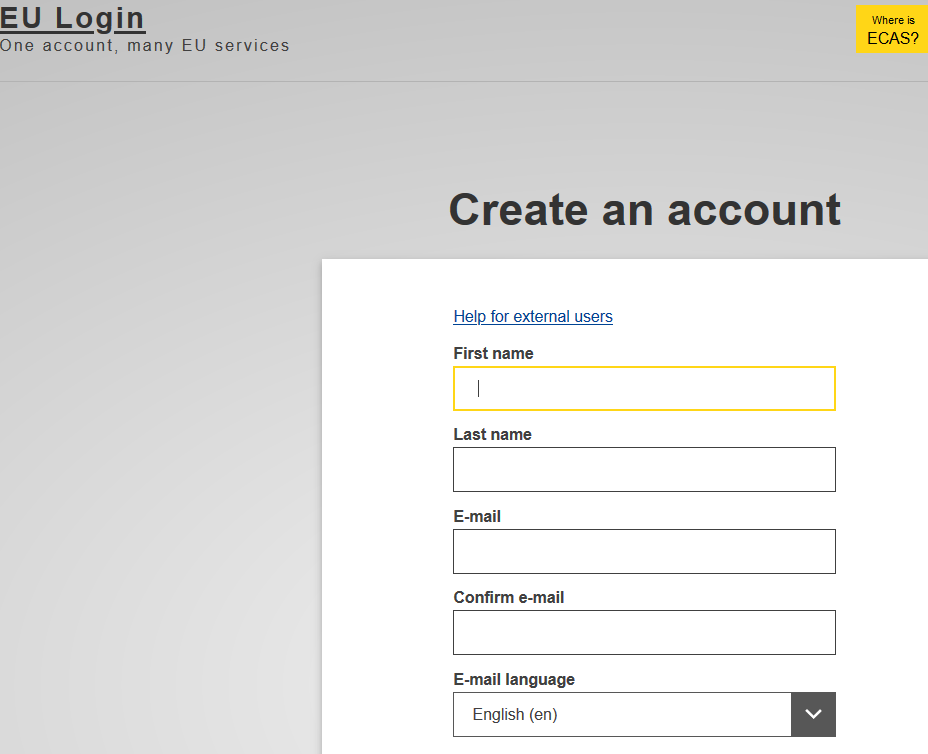 EU Login
One account, many EU services
Where is
ECAS?
Create an account
Help for external users
First name
Last name
E-mail
Confirm e-mail
E-mail language
English (en)